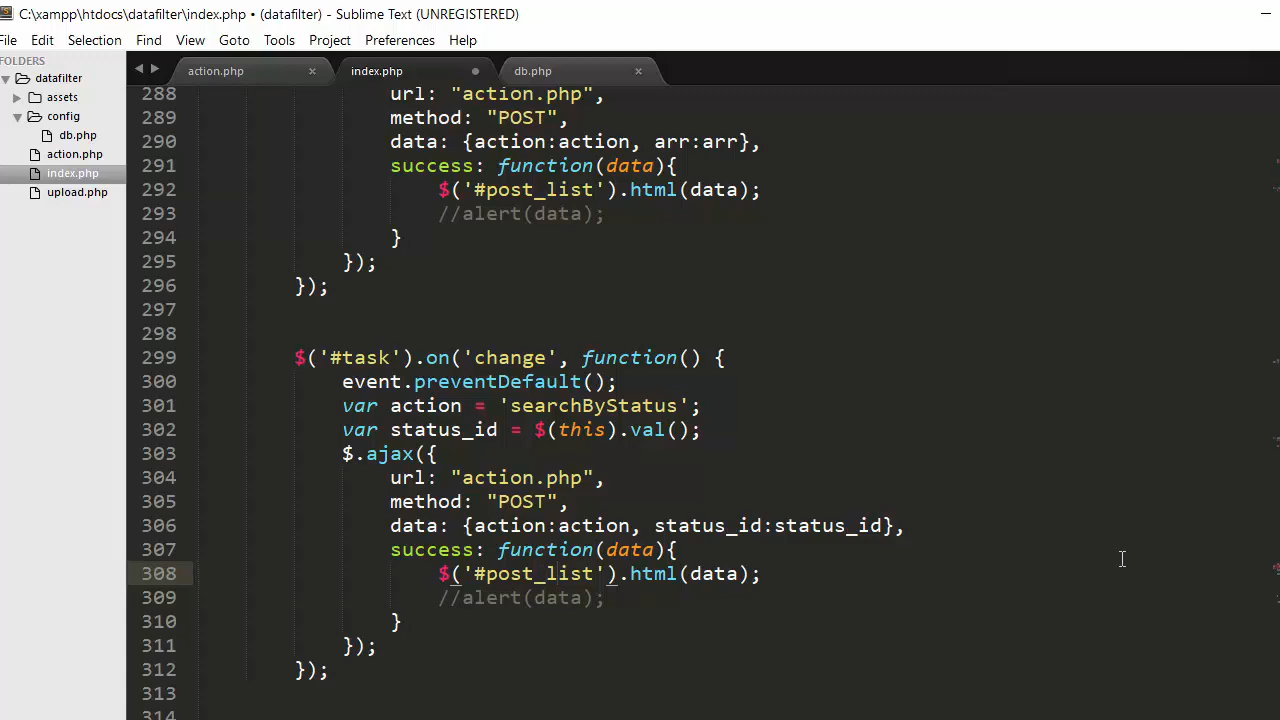 C:\xampp\htdocs\datafilter\index.php • (datafilter) - Sublime Text (UNREGISTERED)
File Edit Selection Find View Goto Tools Project Preferences Help
FOLDERS
datafilter
assets
config
db.php
action.php
index.php
upload.php
action.php index.php db.php
288 url: "action.php",
289 method: "POST",
290 data: {action:action, arr:arr},
291 success: function(data){
292 $('#post_list').html(data);
293 //alert(data);
294 }
295 });
296 });
297
298
299 $('#task').on('change', function() {
300 event.preventDefault();
301 var action = 'searchByStatus';
302 var status_id = $(this).val();
303 $.ajax({
304 url: "action.php",
305 method: "POST",
306 data: {action:action, status_id:status_id},
307 success: function(data){
308 $('#post_list').html(data);
309 //alert(data);
310 }
311 });
312 });
313
314